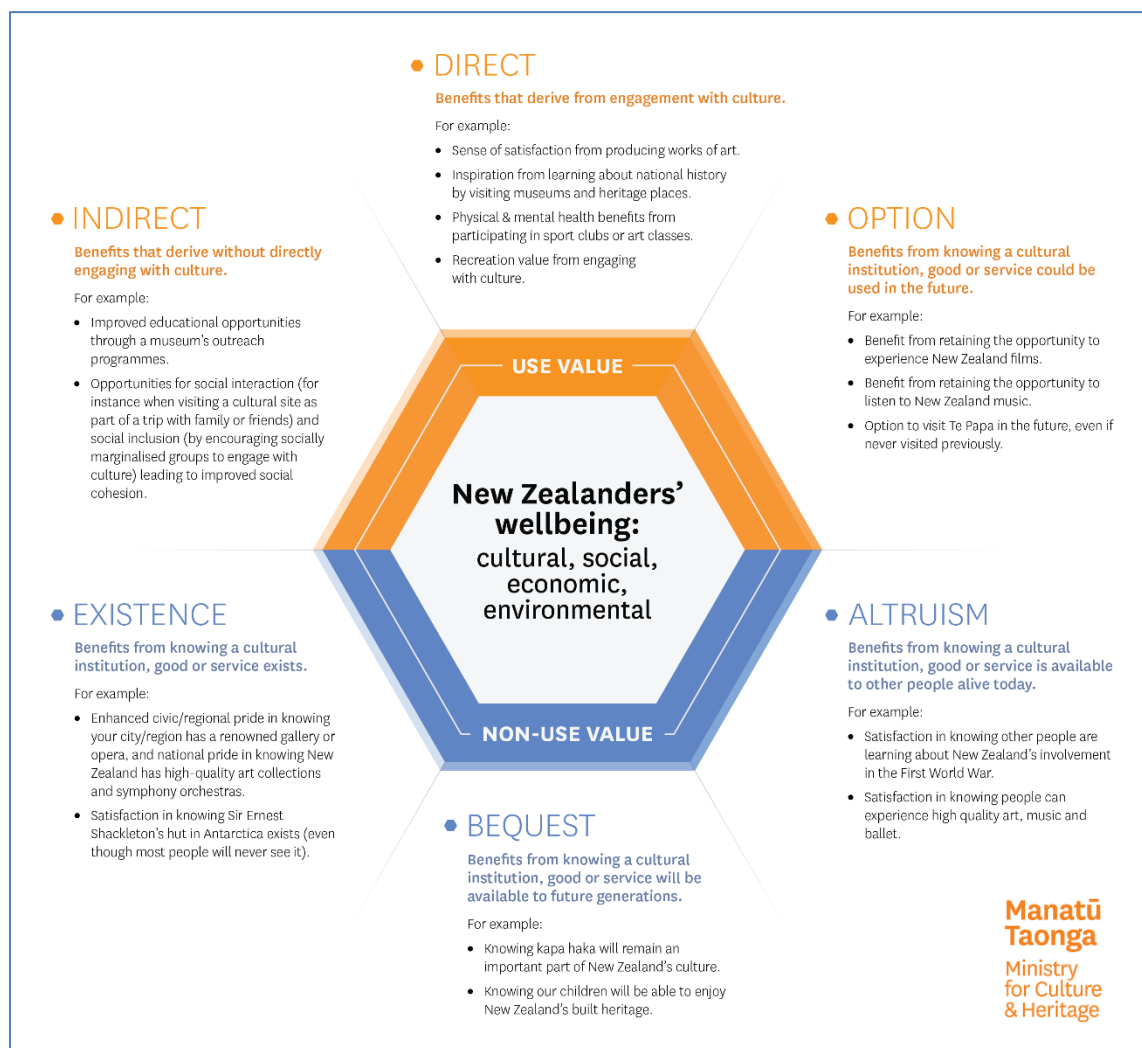 DIRECT
Benefits that derive from engagement with culture.
For example:
• Sense of satisfaction from producing works of art.
• Inspiration from learning about national history
by visiting museums and heritage places.
• Physical & mental health benefits from
participating in sport clubs or art classes.
• Recreation value from engaging
with culture.
INDIRECT
Benefits that derive without directly
engaging with culture.
For example:
• Improved educational opportunities
through a museum's outreach
programmes.
• Opportunities for social interaction (for
instance when visiting a cultural site as
part of a trip with family or friends) and
social inclusion (by encouraging socially
marginalised groups to engage with
culture) leading to improved social
cohesion.
OPTION
Benefits from knowing a cultural
institution, good or service could be
used in the future.
For example:
• Benefit from retaining the opportunity to
experience New Zealand films.
• Benefit from retaining the opportunity to
listen to New Zealand music.
• Option to visit Te Papa in the future, even if
never visited previously.
USE VALUE
New Zealanders'
wellbeing:
cultural, social,
economic,
environmental
NON-USE VALUE
EXISTENCE
Benefits from knowing a cultural
institution, good or service exists.
For example:
• Enhanced civic/regional pride in knowing
your city/region has a renowned gallery or
opera, and national pride in knowing New
Zealand has high-quality art collections
and symphony orchestras.
• Satisfaction in knowing Sir Ernest
Shackleton's hut in Antarctica exists (even
though most people will never see it).
ALTRUISM
Benefits from knowing a cultural
institution, good or service is available
to other people alive today.
For example:
• Satisfaction in knowing other people are
learning about New Zealand's involvement
in the First World War.
• Satisfaction in knowing people can
experience high quality art, music and
ballet.
BEQUEST
Benefits from knowing a cultural
institution, good or service will be
available to future generations.
For example:
• Knowing kapa haka will remain an
important part of New Zealand's culture.
• Knowing our children will be able to enjoy
New Zealand's built heritage.
Manatū
Taonga
Ministry
for Culture
& Heritage